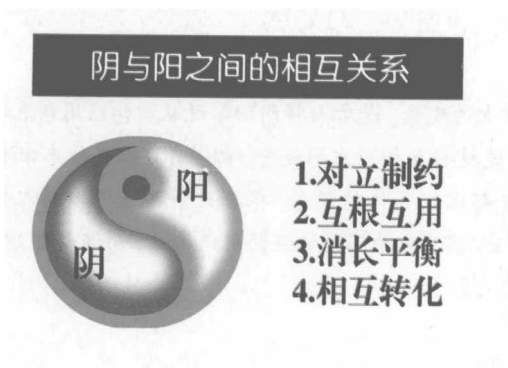 阴与阳之间的相互关系
阳
阴
1.对立制约
2.互根互用
3.消长平衡
4.相互转化